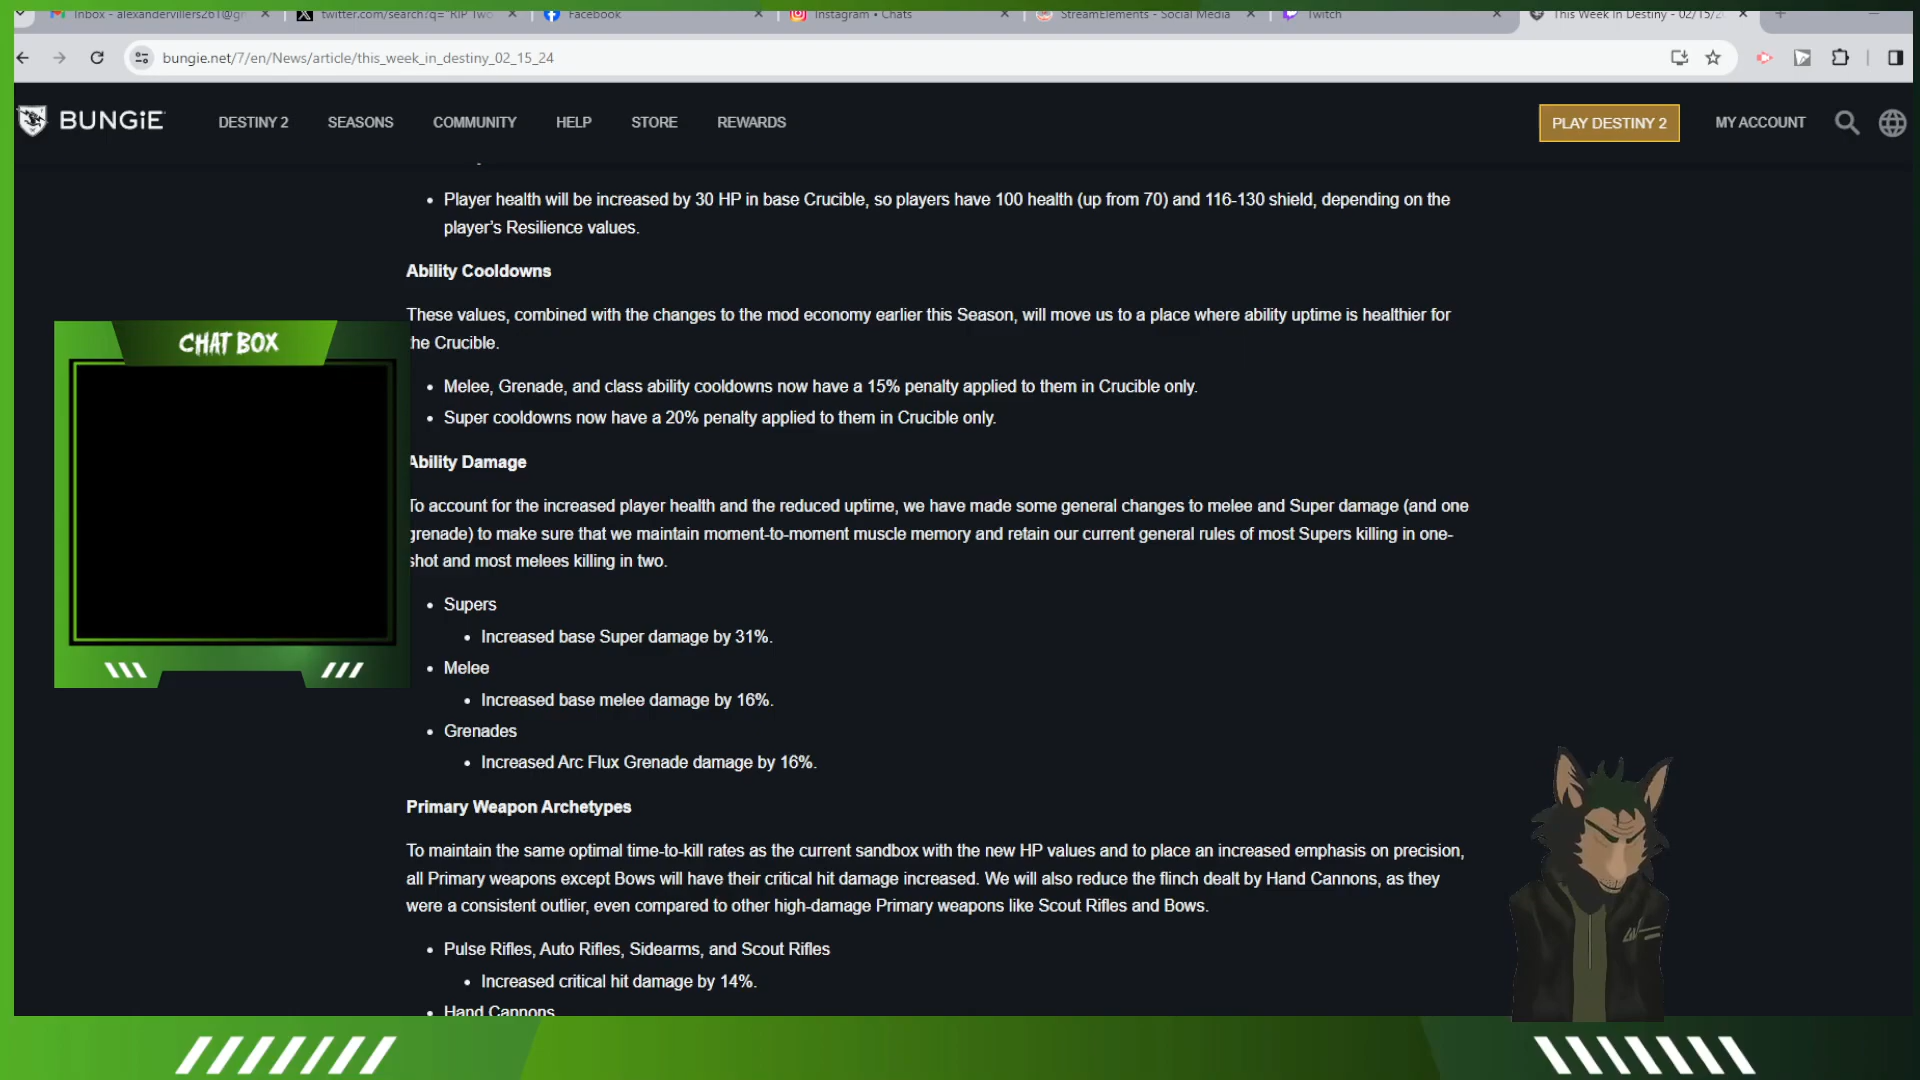 Inbox - alexandervillers261@gr
twitter.com/search?q="RIP Two
Facebook
Instagram • Chats
StreamElements - Social Media
Twitch
This Week In Destiny - 02/15/2
bungie.net/7/en/News/article/this_week_in_destiny_02_15_24
BUNGiE
DESTINY 2
SEASONS
COMMUNITY
HELP
STORE
REWARDS
PLAY DESTINY 2
MY ACCOUNT
• Player health will be increased by 30 HP in base Crucible, so players have 100 health (up from 70) and 116-130 shield, depending on the
player's Resilience values.
Ability Cooldowns
These values, combined with the changes to the mod economy earlier this Season, will move us to a place where ability uptime is healthier for
the Crucible.
• Melee, Grenade, and class ability cooldowns now have a 15% penalty applied to them in Crucible only.
• Super cooldowns now have a 20% penalty applied to them in Crucible only.
CHAT BOX
Ability Damage
To account for the increased player health and the reduced uptime, we have made some general changes to melee and Super damage (and one
grenade) to make sure that we maintain moment-to-moment muscle memory and retain our current general rules of most Supers killing in one-
shot and most melees killing in two.
• Supers
• Increased base Super damage by 31%.
• Melee
• Increased base melee damage by 16%.
• Grenades
• Increased Arc Flux Grenade damage by 16%.
Primary Weapon Archetypes
To maintain the same optimal time-to-kill rates as the current sandbox with the new HP values and to place an increased emphasis on precision,
all Primary weapons except Bows will have their critical hit damage increased. We will also reduce the flinch dealt by Hand Cannons, as they
were a consistent outlier, even compared to other high-damage Primary weapons like Scout Rifles and Bows.
• Pulse Rifles, Auto Rifles, Sidearms, and Scout Rifles
• Increased critical hit damage by 14%.
• Hand Cannons